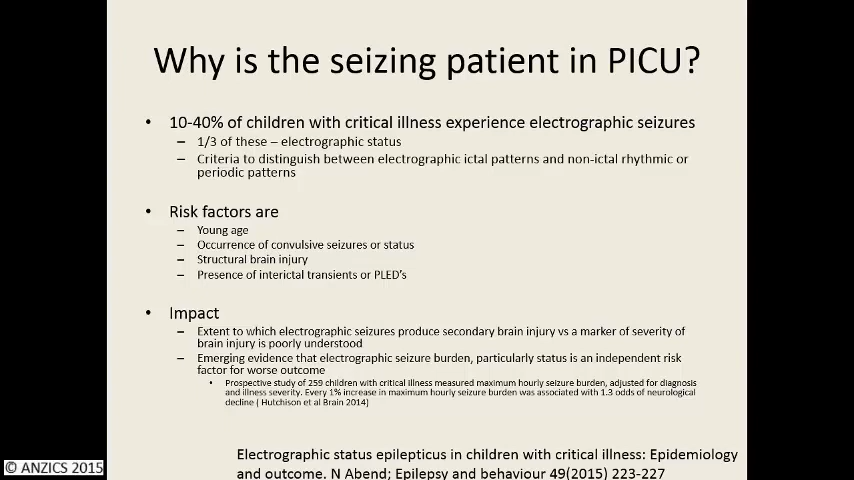 Why is the seizing patient in PICU?
• 10-40% of children with critical illness experience electrographic seizures
– 1/3 of these – electrographic status
– Criteria to distinguish between electrographic ictal patterns and non-ictal rhythmic or
periodic patterns
• Risk factors are
– Young age
– Occurrence of convulsive seizures or status
– Structural brain injury
– Presence of interictal transients or PLED's
• Impact
– Extent to which electrographic seizures produce secondary brain injury vs a marker of severity of
brain injury is poorly understood
– Emerging evidence that electrographic seizure burden, particularly status is an independent risk
factor for worse outcome
• Prospective study of 259 children with critical illness measured maximum hourly seizure burden, adjusted for diagnosis
and illness severity. Every 1% increase in maximum hourly seizure burden was associated with 1.3 odds of neurological
decline ( Hutchison et al Brain 2014)
Electrographic status epilepticus in children with critical illness: Epidemiology
and outcome. N Abend; Epilepsy and behaviour 49(2015) 223-227
© ANZICS 2015